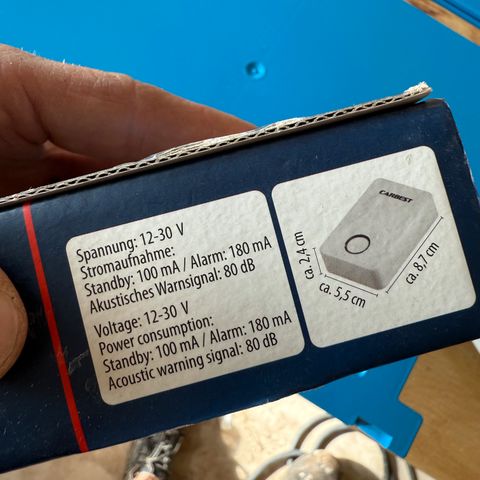 Spannung: 12-30 V
Stromaufnahme:
Standby: 100 mA / Alarm: 180 mA
Akustisches Warnsignal: 80 dB
Voltage: 12-30 V
Power consumption:
Standby: 100 mA / Alarm: 180 mA
Acoustic warning signal: 80 dB
CARBEST
ca. 2,4 cm
ca. 5,5 cm
ca. 8,7 cm